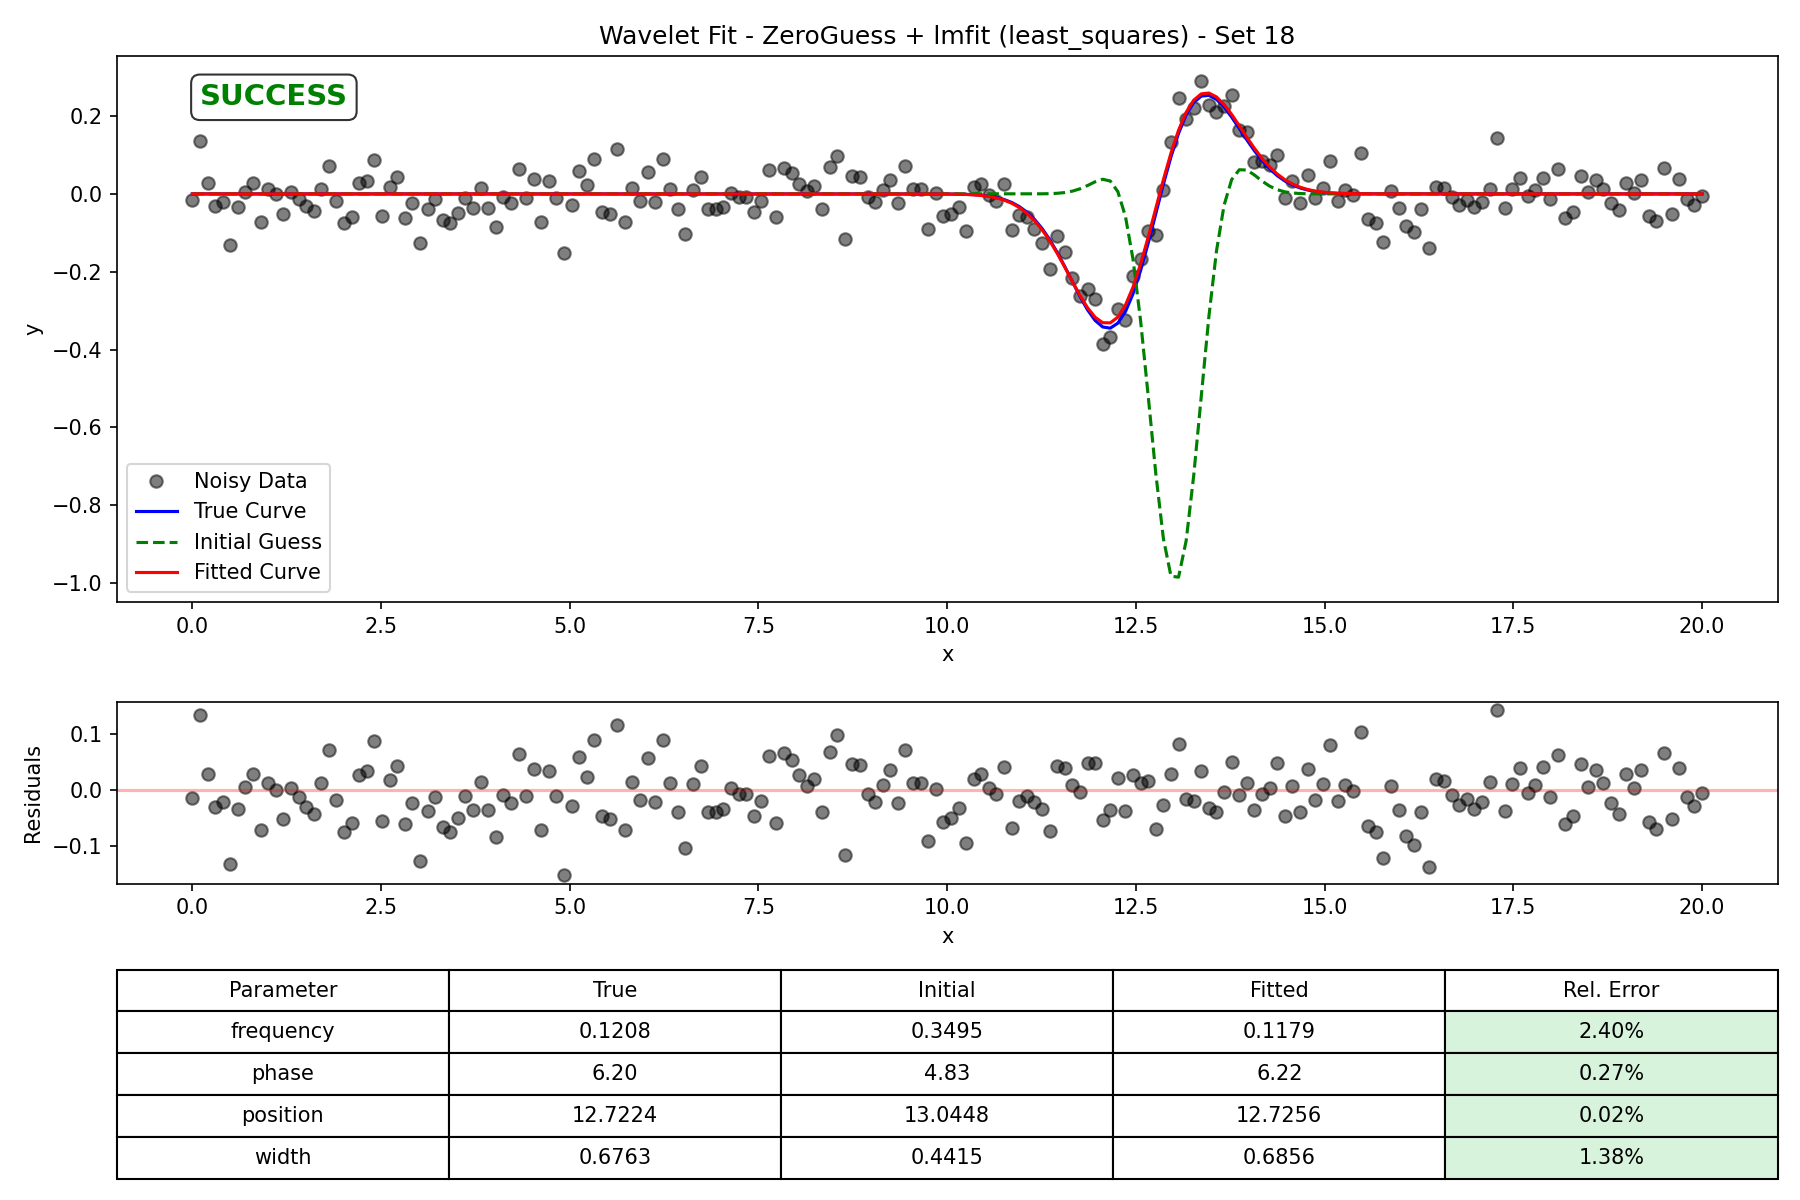 Wavelet Fit - ZeroGuess + lmfit (least_squares) - Set 18
SUCCESS
0.2
0.0
−0.2
−0.4
−0.6
−0.8
−1.0
y
Noisy Data
True Curve
Initial Guess
Fitted Curve
0.0 2.5 5.0 7.5 10.0 12.5 15.0 17.5 20.0
x
0.1
0.0
−0.1
Residuals
0.0 2.5 5.0 7.5 10.0 12.5 15.0 17.5 20.0
x
Parameter True Initial Fitted Rel. Error
frequency 0.1208 0.3495 0.1179 2.40%
phase 6.20 4.83 6.22 0.27%
position 12.7224 13.0448 12.7256 0.02%
width 0.6763 0.4415 0.6856 1.38%